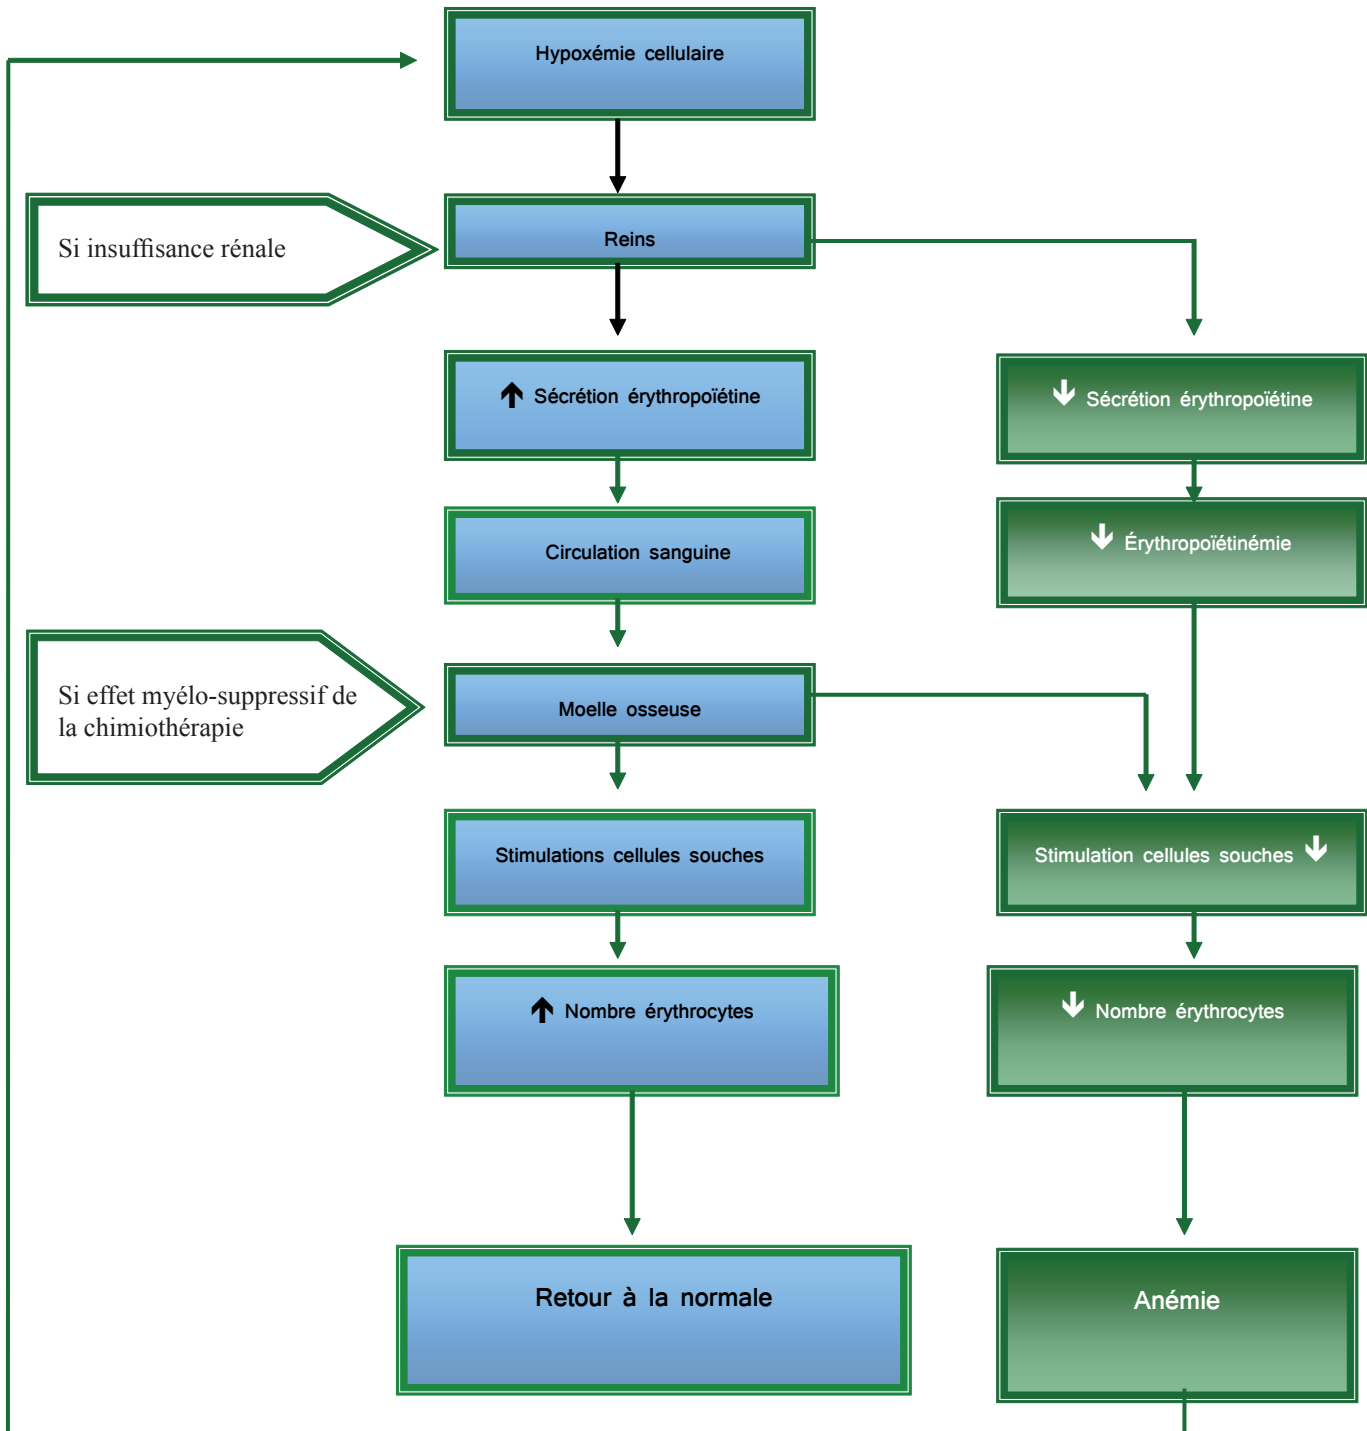 Hypoxémie cellulaire
Si insuffisance rénale
Reins
↑ Sécrétion érythropoïétine
↓ Sécrétion érythropoïétine
Circulation sanguine
↓ Érythropoïétinémie
Si effet myélo-suppressif de
la chimiothérapie
Moelle osseuse
Stimulations cellules souches
Stimulation cellules souches ↓
↑ Nombre érythrocytes
↓ Nombre érythrocytes
Retour à la normale
Anémie